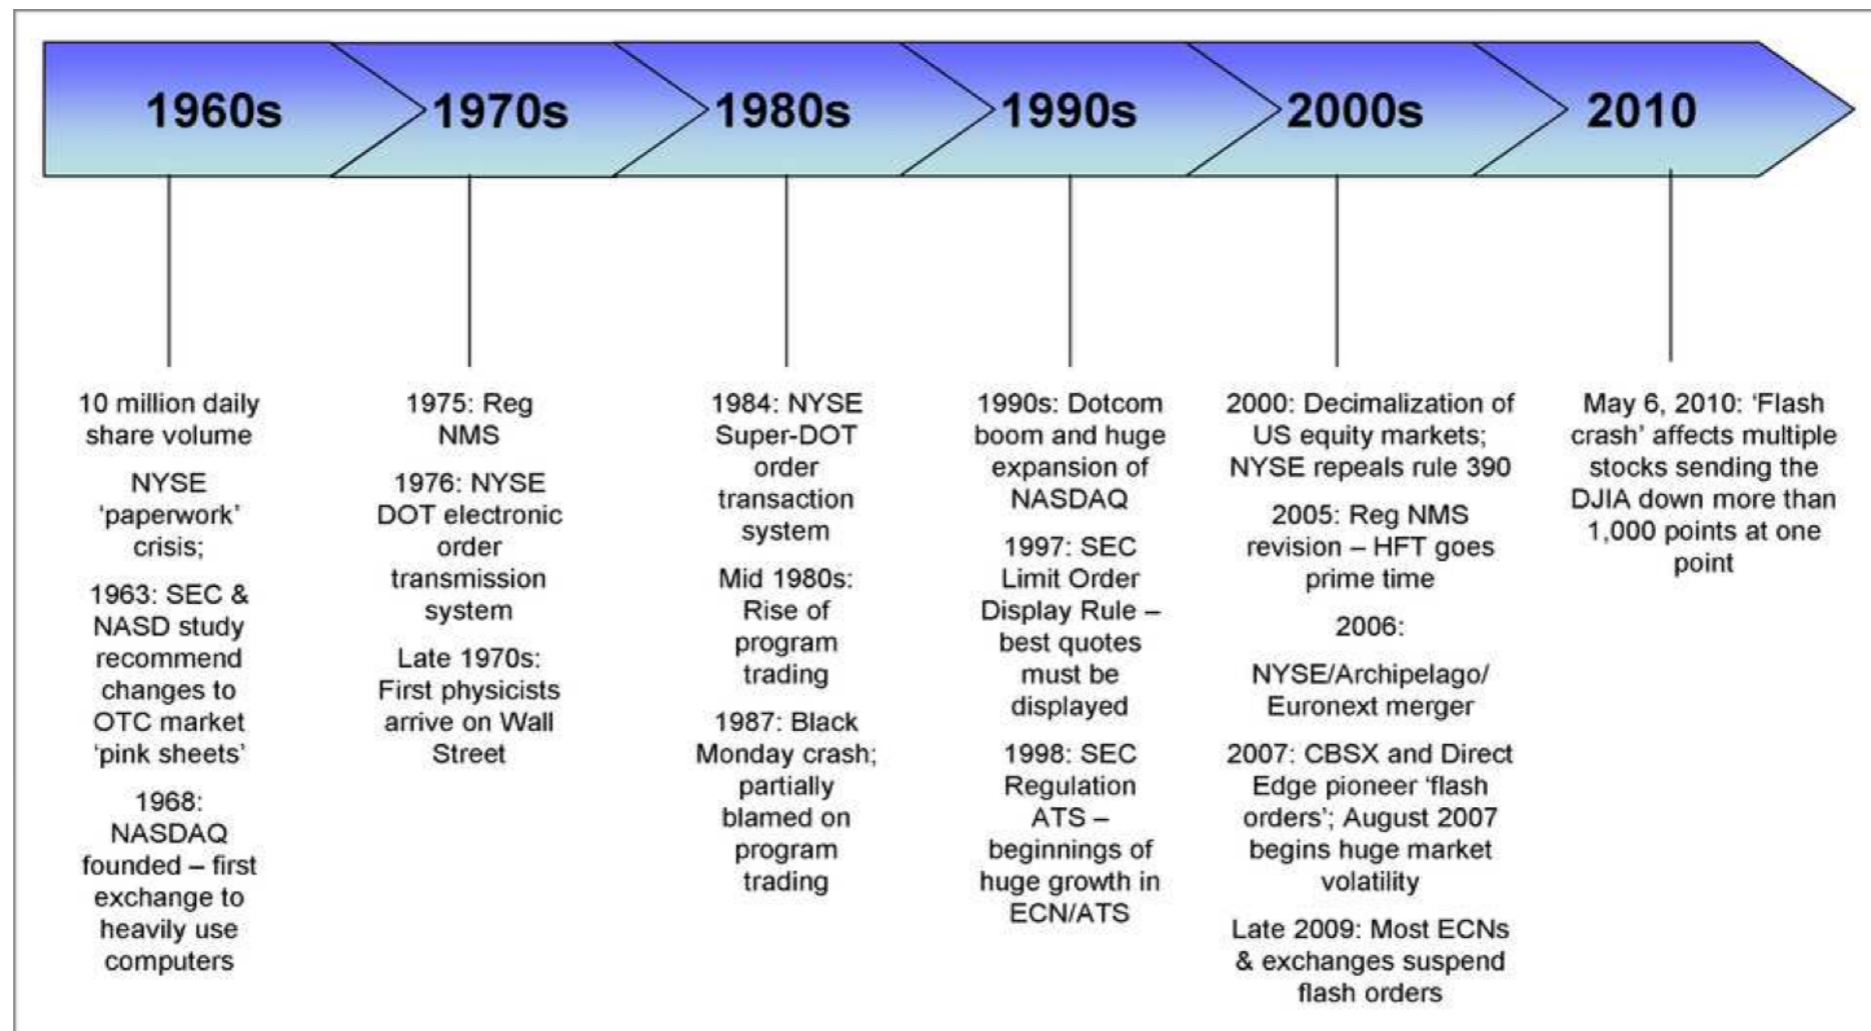 1960s
1970s
1980s
1990s
2000s
2010
10 million daily
share volume
NYSE
‘paperwork’
crisis;
1963: SEC &
NASD study
recommend
changes to
OTC market
‘pink sheets’
1968:
NASDAQ
founded – first
exchange to
heavily use
computers
1975: Reg
NMS
1976: NYSE
DOT electronic
order
transmission
system
Late 1970s:
First physicists
arrive on Wall
Street
1984: NYSE
Super-DOT
order
transaction
system
Mid 1980s:
Rise of
program
trading
1987: Black
Monday crash;
partially
blamed on
program
trading
1990s: Dotcom
boom and huge
expansion of
NASDAQ
1997: SEC
Limit Order
Display Rule –
best quotes
must be
displayed
1998: SEC
Regulation
ATS –
beginnings of
huge growth in
ECN/ATS
2000: Decimalization of
US equity markets;
NYSE repeals rule 390
2005: Reg NMS
revision – HFT goes
prime time
2006:
NYSE/Archipelago/
Euronext merger
2007: CBSX and Direct
Edge pioneer ‘flash
orders’; August 2007
begins huge market
volatility
Late 2009: Most ECNs
& exchanges suspend
flash orders
May 6, 2010: ‘Flash
crash’ affects multiple
stocks sending the
DJIA down more than
1,000 points at one
point